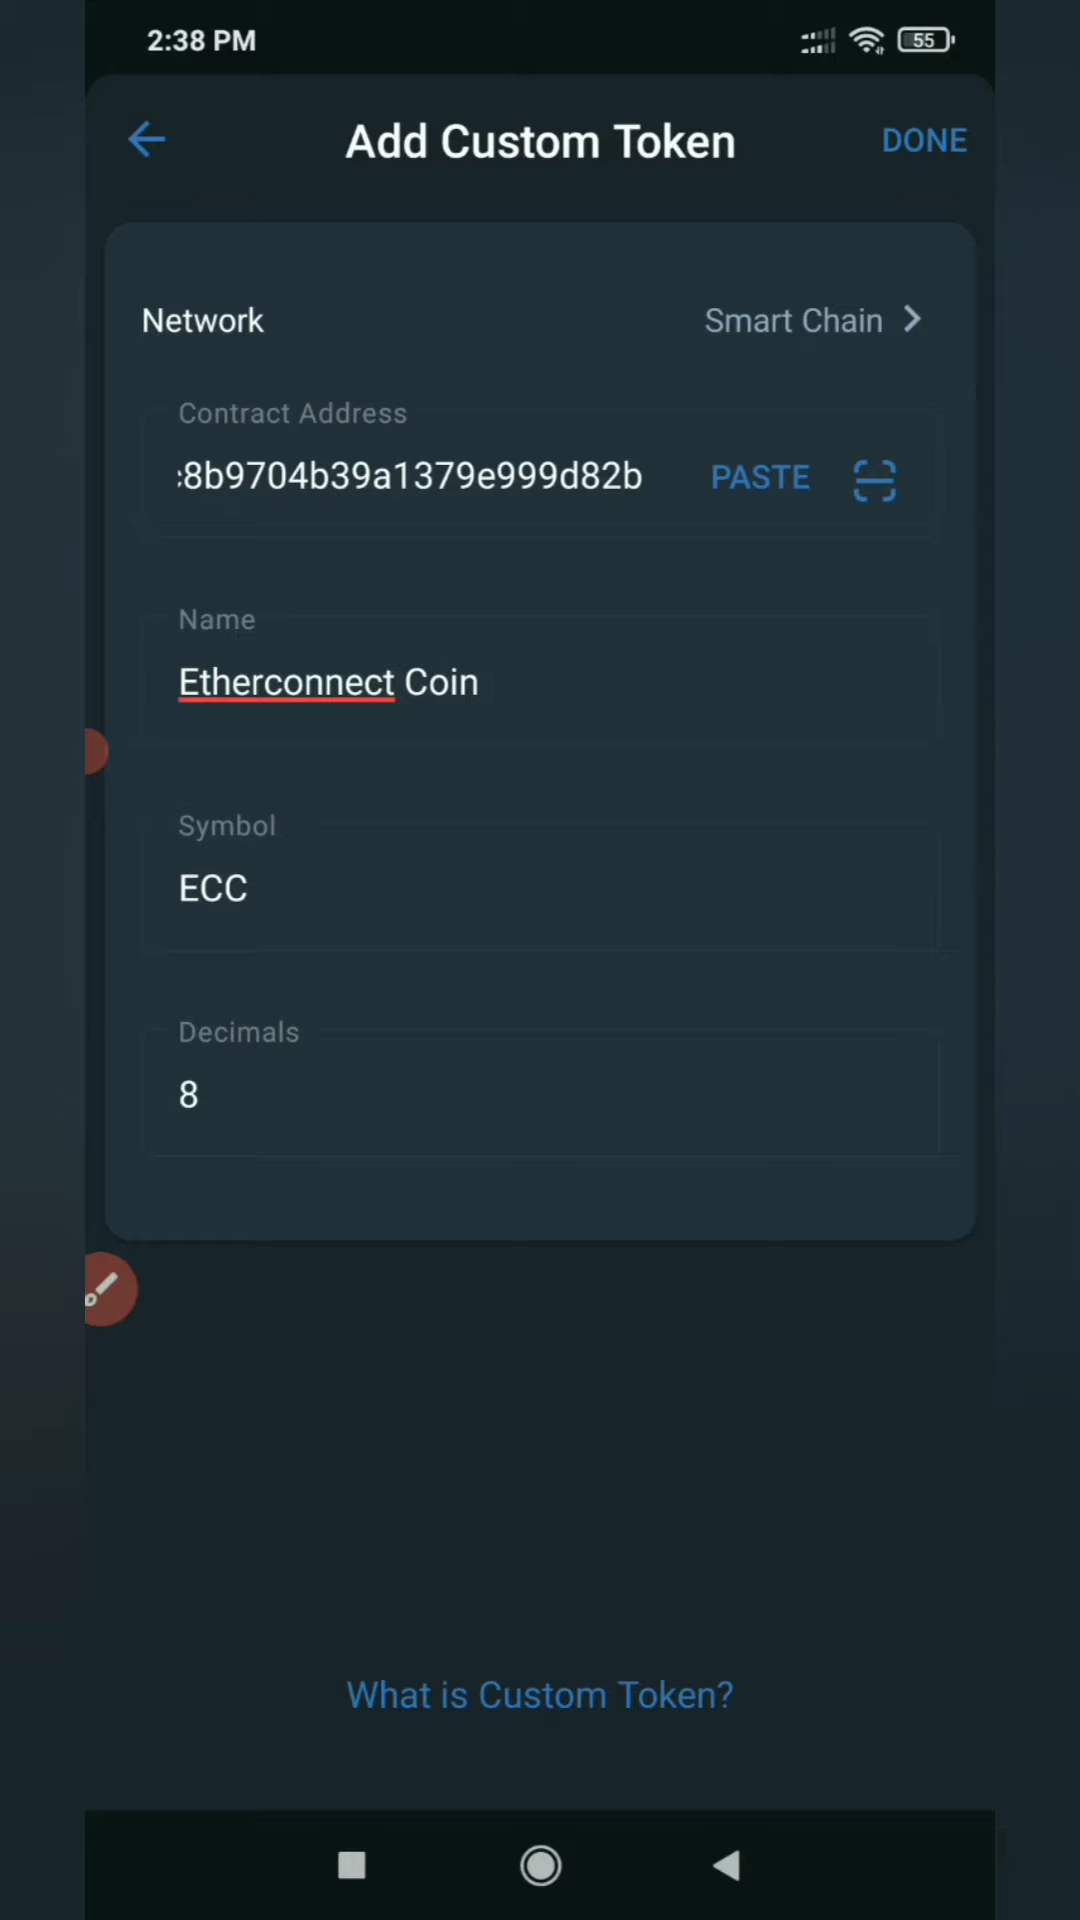 2:38 PM
55
Add Custom Token
DONE
Network
Smart Chain
Contract Address
8b9704b39a1379e999d82b
PASTE
Name
Etherconnect Coin
Symbol
ECC
Decimals
8
What is Custom Token?